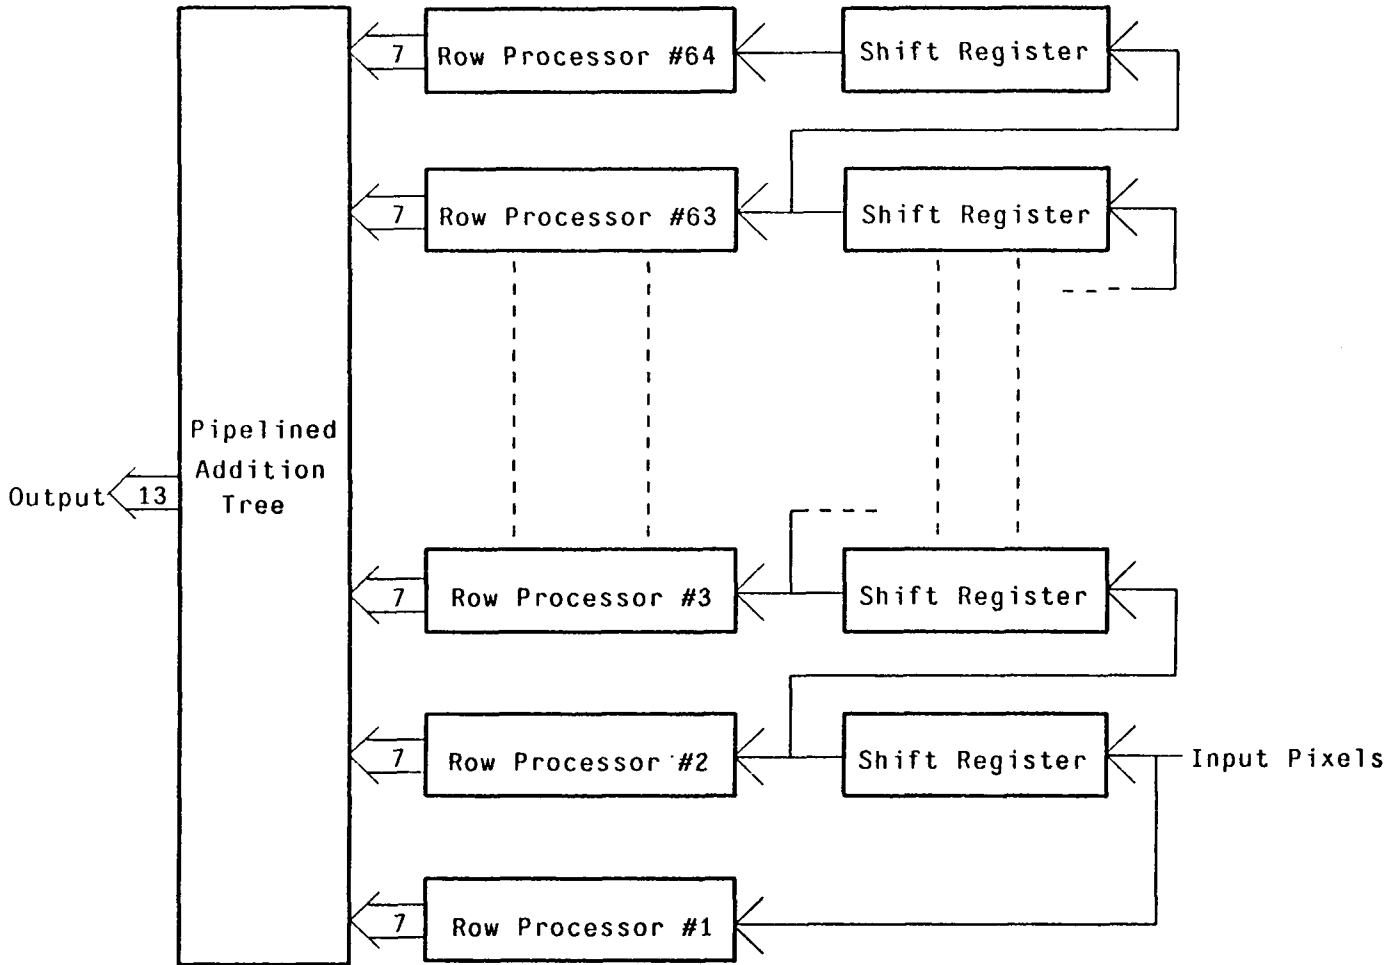 7
Row Processor #64
Shift Register
7
Row Processor #63
Shift Register
Pipelined
Addition
Tree
Output
13
7
Row Processor #3
Shift Register
7
Row Processor #2
Shift Register
Input Pixels
7
Row Processor #1